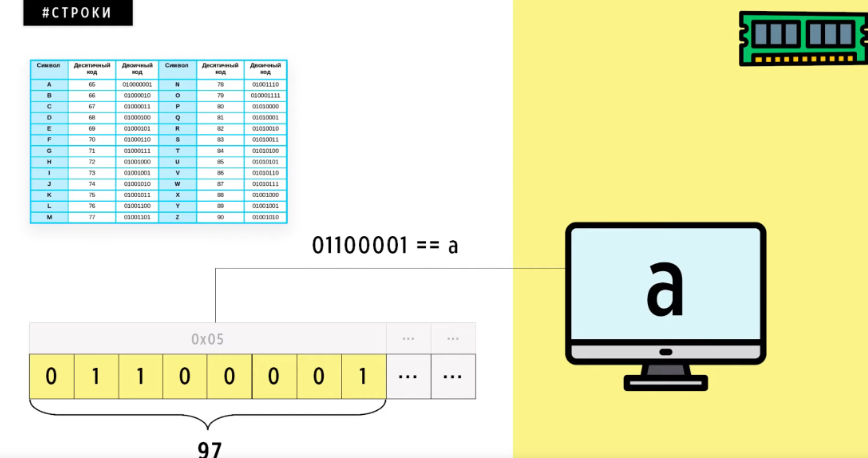 #СТРОКИ
Символ Десятичный код Двоичный код Символ Десятичный код Двоичный код
A 65 010000001 N 78 01001110
B 66 01000010 O 79 010001111
C 67 01000011 P 80 01010000
D 68 01000100 Q 81 01010001
E 69 01000101 R 82 01010010
F 70 01000110 S 83 01010011
G 71 01000111 T 84 01010100
H 72 01001000 U 85 01010101
I 73 01001001 V 86 01010110
J 74 01001010 W 87 01010111
K 75 01001011 X 88 01001000
L 76 01001100 Y 89 01001001
M 77 01001101 Z 90 01001010
01100001 == a
a
0x05 ... ...
0 1 1 0 0 0 0 1 ... ...
97